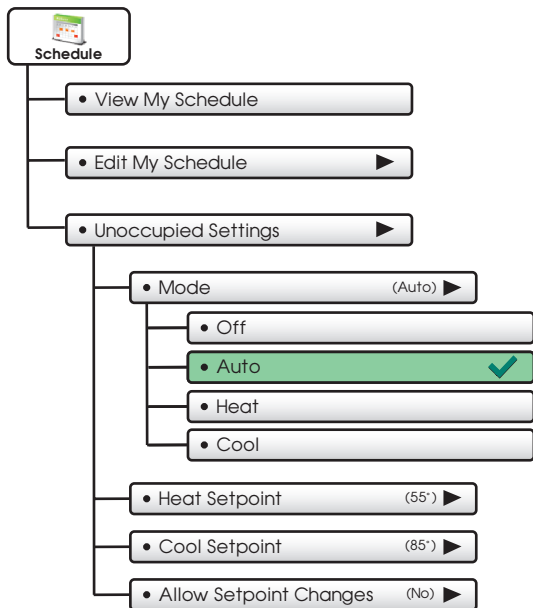 Schedule
• View My Schedule
• Edit My Schedule
• Unoccupied Settings
• Mode (Auto)
• Off
• Auto
• Heat
• Cool
• Heat Setpoint (55°)
• Cool Setpoint (85°)
• Allow Setpoint Changes (No)